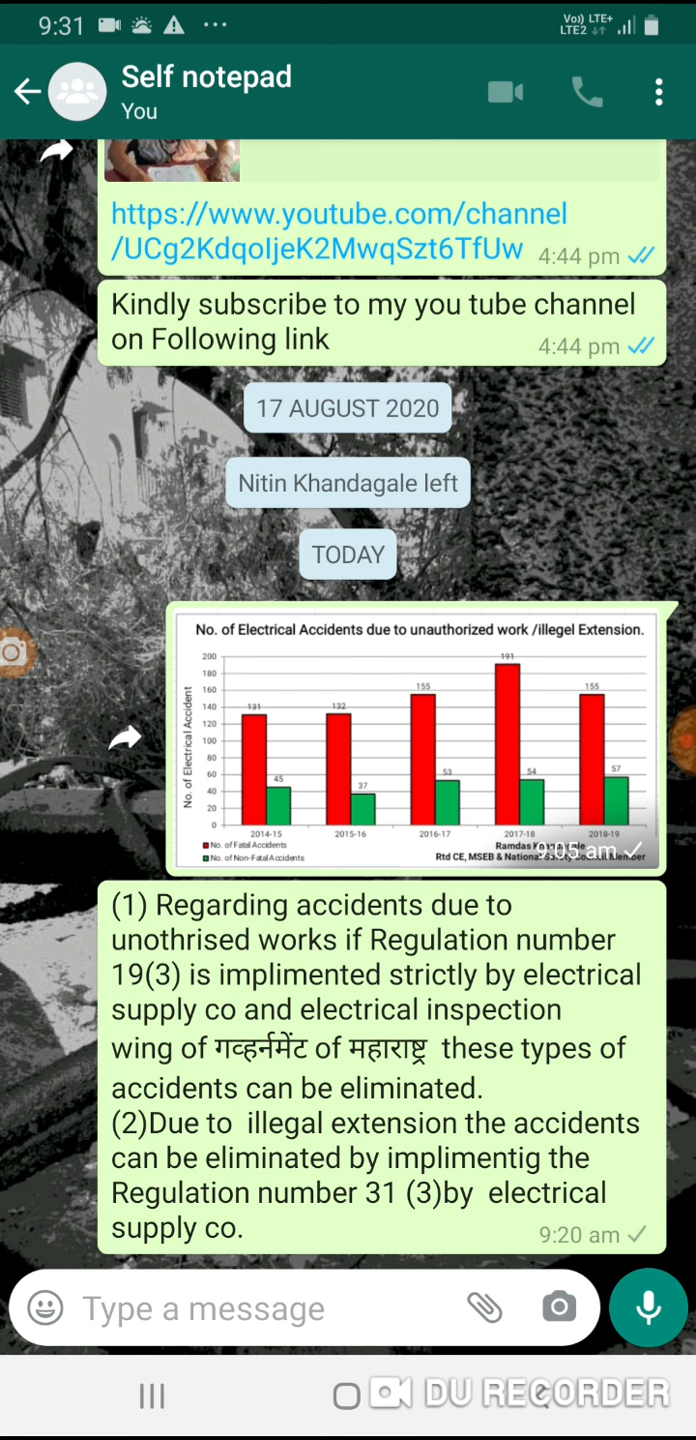 9:31
Vo)) LTE+
LTE2
Self notepad
You
https://www.youtube.com/channel
/UCg2KdqoIjeK2MwqSzt6TfUw 4:44 pm
Kindly subscribe to my you tube channel
on Following link 4:44 pm
17 AUGUST 2020
Nitin Khandagale left
TODAY
No. of Electrical Accidents due to unauthorized work /illegel Extension.
No. of Electrical Accident
200
180
160
140
120
100
80
60
40
20
0
131 45
132 37
155 53
191 54
155 57
2014-15 2015-16 2016-17 2017-18 2018-19
No. of Fatal Accidents
No. of Non-Fatal Accidents
Ramdas
Rtd CE, MSEB & National Safety Council Member
9:05 am
(1) Regarding accidents due to
unothrised works if Regulation number
19(3) is implimented strictly by electrical
supply co and electrical inspection
wing of गव्हर्नमेंट of महाराष्ट्र these types of
accidents can be eliminated.
(2)Due to illegal extension the accidents
can be eliminated by implimentig the
Regulation number 31 (3)by electrical
supply co. 9:20 am
Type a message
DU RECORDER